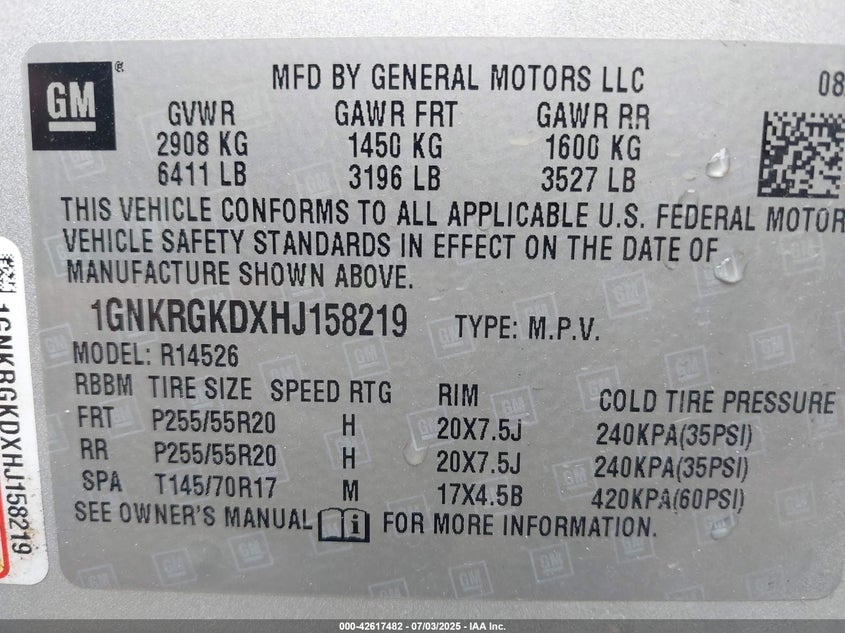 GM
®
MFD BY GENERAL MOTORS LLC
08
GVWR GAWR FRT GAWR RR
2908 KG 1450 KG 1600 KG
6411 LB 3196 LB 3527 LB
THIS VEHICLE CONFORMS TO ALL APPLICABLE U.S. FEDERAL MOTOR
VEHICLE SAFETY STANDARDS IN EFFECT ON THE DATE OF
MANUFACTURE SHOWN ABOVE.
1GNKRGKDXHJ158219 TYPE: M.P.V.
MODEL: R14526
RBBM TIRE SIZE SPEED RTG RIM COLD TIRE PRESSURE
FRT P255/55R20 H 20X7.5J 240KPA(35PSI)
RR P255/55R20 H 20X7.5J 240KPA(35PSI)
SPA T145/70R17 M 17X4.5B 420KPA(60PSI)
SEE OWNER'S MANUAL i FOR MORE INFORMATION.
1GNKRGKDXHJ158219
000-42617482 - 07/03/2025 - IAA Inc.